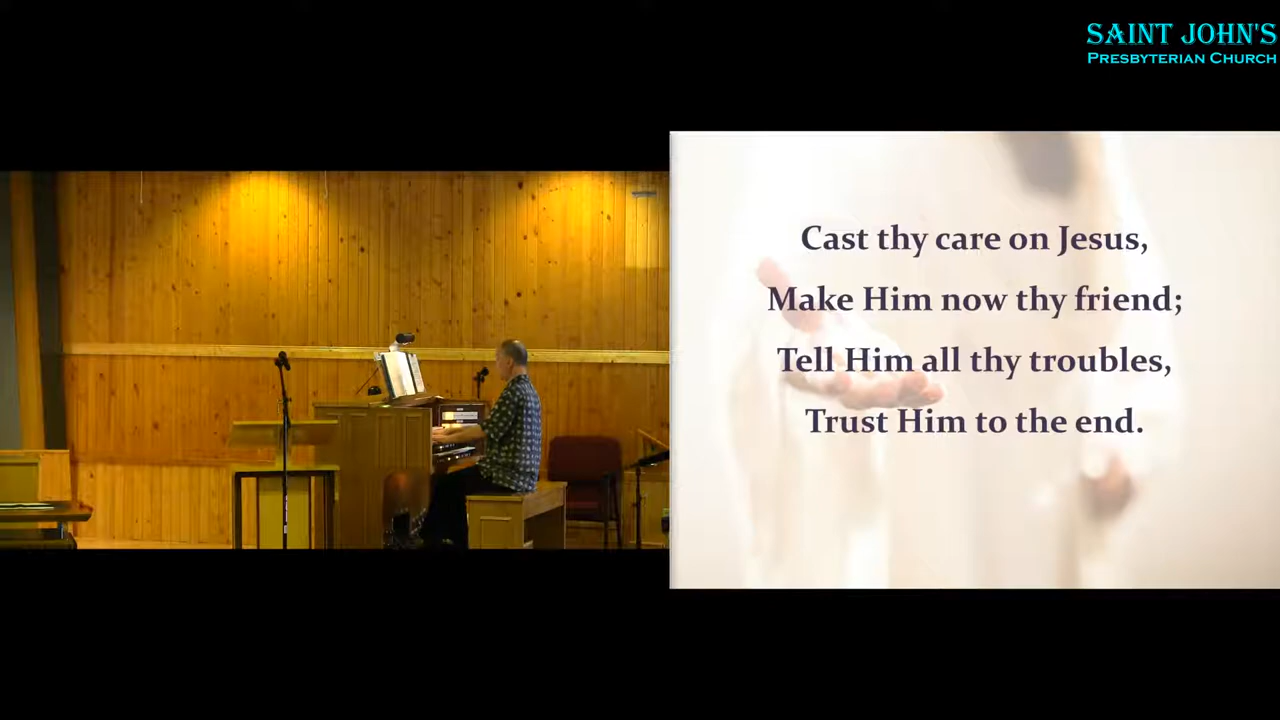 SAINT JOHN'S
PRESBYTERIAN CHURCH
Cast thy care on Jesus,
Make Him now thy friend;
Tell Him all thy troubles,
Trust Him to the end.